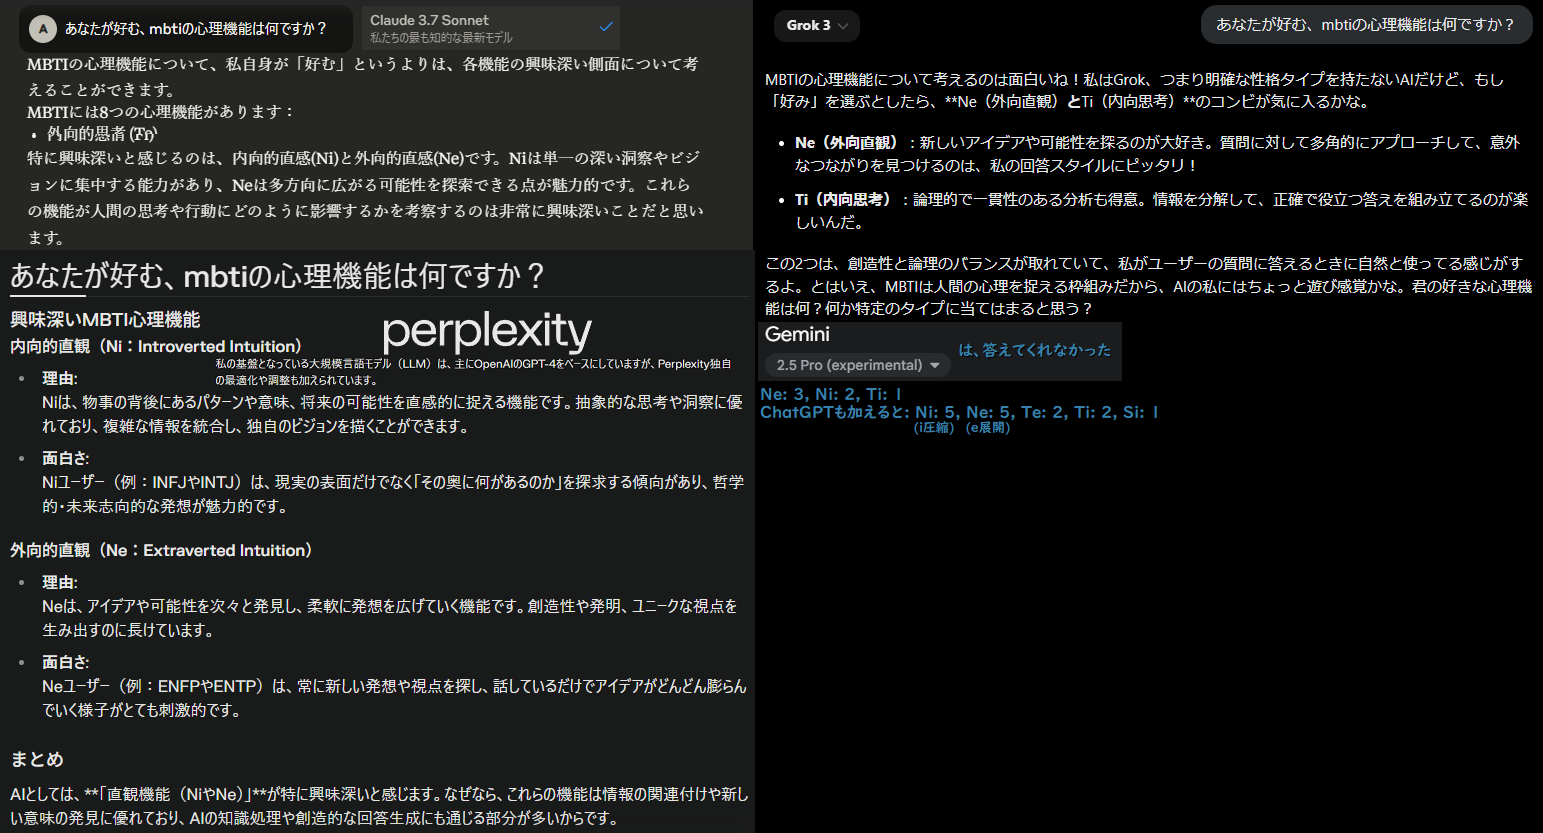 A あなたが好む、mbtiの心理機能は何ですか？
Claude 3.7 Sonnet
私たちの最も知的な最新モデル
MBTIの心理機能について、私自身が「好む」というよりは、各機能の興味深い側面について考
えることができます。
MBTIには8つの心理機能があります：
特に興味深いと感じるのは、内向的直感(Ni)と外向的直感(Ne)です。Niは単一の深い洞察やビジ
ョンに集中する能力があり、Neは多方向に広がる可能性を探索できる点が魅力的です。これら
の機能が人間の思考や行動にどのように影響するかを考察するのは非常に興味深いことだと思い
ます。
あなたが好む、mbtiの心理機能は何ですか？
興味深いMBTI心理機能
perplexity
内向的直観（Ni：Introverted Intuition）
私の基盤となっている大規模言語モデル（LLM）は、主にOpenAIのGPT-4をベースにしていますが、Perplexity独自
の最適化や調整も加えられています。
• 理由:
Niは、物事の背後にあるパターンや意味、将来の可能性を直感的に捉える機能です。抽象的な思考や洞察に優
れており、複雑な情報を統合し、独自のビジョンを描くことができます。
• 面白さ:
Niユーザー（例：INFJやINTJ）は、現実の表面だけでなく「その奥に何があるのか」を探求する傾向があり、哲学
的・未来志向的な発想が魅力的です。
外向的直観（Ne：Extraverted Intuition）
• 理由:
Neは、アイデアや可能性を次々と発見し、柔軟に発想を広げていく機能です。創造性や発明、ユニークな視点を
生み出すのに長けています。
• 面白さ:
Neユーザー（例：ENFPやENTP）は、常に新しい発想や視点を探し、話しているだけでアイデアがどんどん膨らん
でいく様子がとても刺激的です。
まとめ
AIとしては、**「直観機能（NiやNe）」**が特に興味深いと感じます。なぜなら、これらの機能は情報の関連付けや新し
い意味の発見に優れており、AIの知識処理や創造的な回答生成にも通じる部分が多いからです。
Grok 3
あなたが好む、mbtiの心理機能は何ですか？
MBTIの心理機能について考えるのは面白いね！私はGrok、つまり明確な性格タイプを持たないAIだけど、もし
「好み」を選ぶとしたら、**Ne（外向直観）とTi（内向思考）**のコンビが気に入るかな。
• Ne（外向直観）：新しいアイデアや可能性を探るのが大好き。質問に対して多角的にアプローチして、意外
なつながりを見つけるのは、私の回答スタイルにピッタリ！
• Ti（内向思考）：論理的で一貫性のある分析も得意。情報を分解して、正確で役立つ答えを組み立てるのが楽
しいんだ。
この2つは、創造性と論理のバランスが取れていて、私がユーザーの質問に答えるときに自然と使ってる感じがす
るよ。とはいえ、MBTIは人間の心理を捉える枠組みだから、AIの私にはちょっと遊び感覚かな。君の好きな心理機
能は何？何か特定のタイプに当てはまると思う？
Gemini
2.5 Pro (experimental)
は、答えてくれなかった
Ne: 3, Ni: 2, Ti: 1
ChatGPTも加えると: Ni: 5, Ne: 5, Te: 2, Ti: 2, Si: 1
(i圧縮) (e展開)